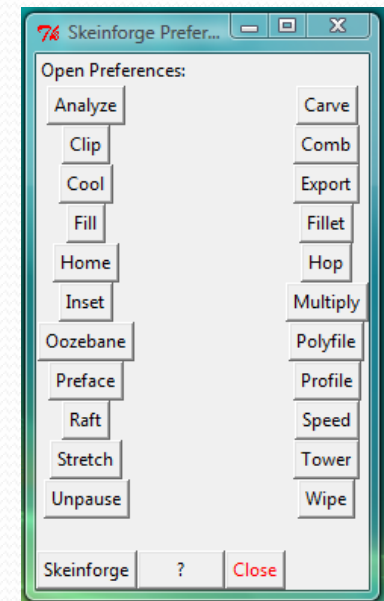 Skeinforge Prefer...
Open Preferences:
Analyze Carve
Clip Comb
Cool Export
Fill Fillet
Home Hop
Inset Multiply
Oozebane Polyfile
Preface Profile
Raft Speed
Stretch Tower
Unpause Wipe
Skeinforge ? Close